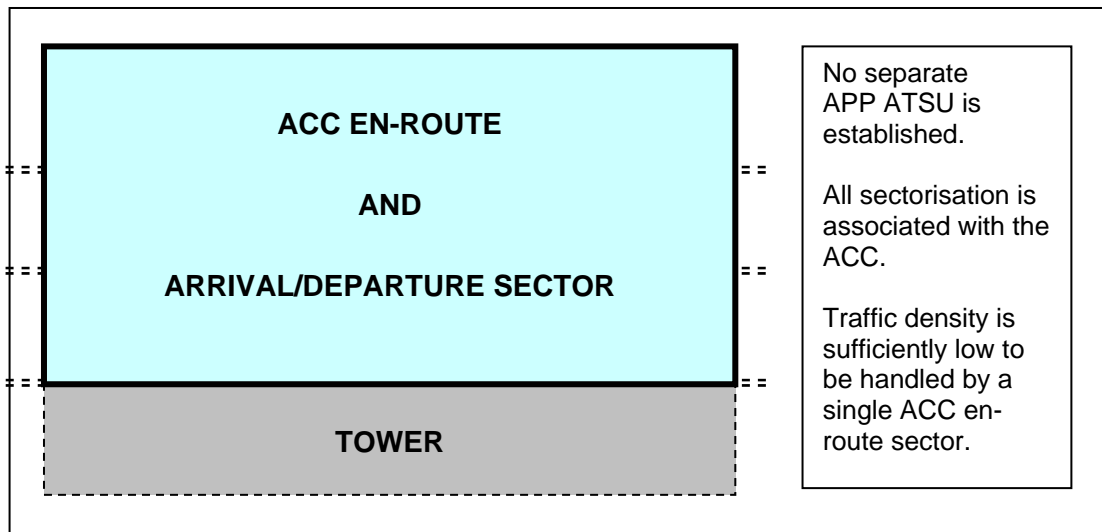 ACC EN-ROUTE
AND
ARRIVAL/DEPARTURE SECTOR
TOWER
No separate
APP ATSU is
established.
All sectorisation is
associated with the
ACC.
Traffic density is
sufficiently low to
be handled by a
single ACC en-
route sector.